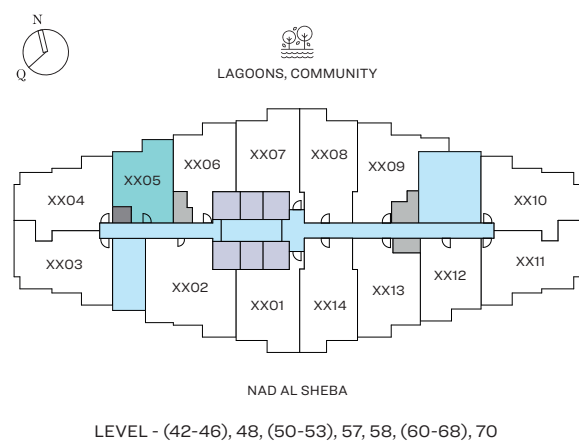 N
Q
LAGOONS, COMMUNITY
XX07
XX08
XX06
XX09
XX05
XX04
XX10
XX03
XX11
XX02
XX12
XX13
XX01
XX14
NAD AL SHEBA
LEVEL - (42-46), 48, (50-53), 57, 58, (60-68), 70